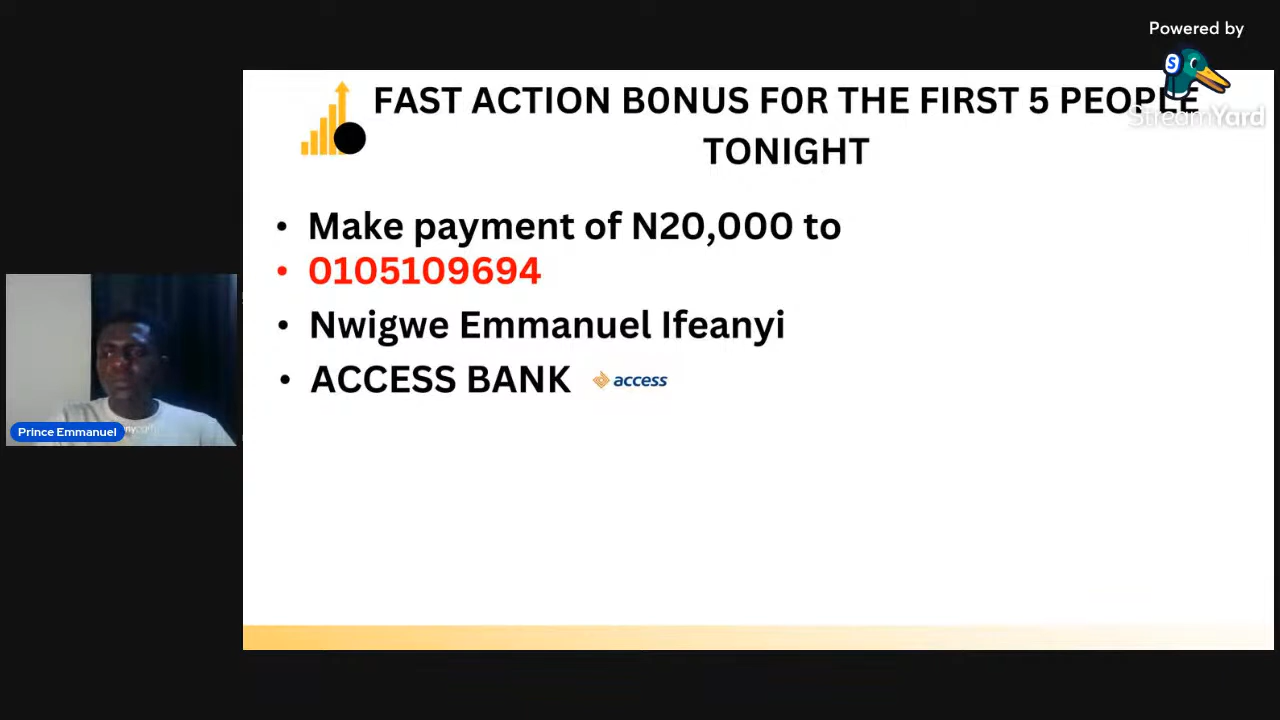 Powered by
StreamYard
FAST ACTION B0NUS F0R THE FIRST 5 PEOPLE
TONIGHT
• Make payment of N20,000 to
• 0105109694
• Nwigwe Emmanuel Ifeanyi
• ACCESS BANK access
Prince Emmanuel